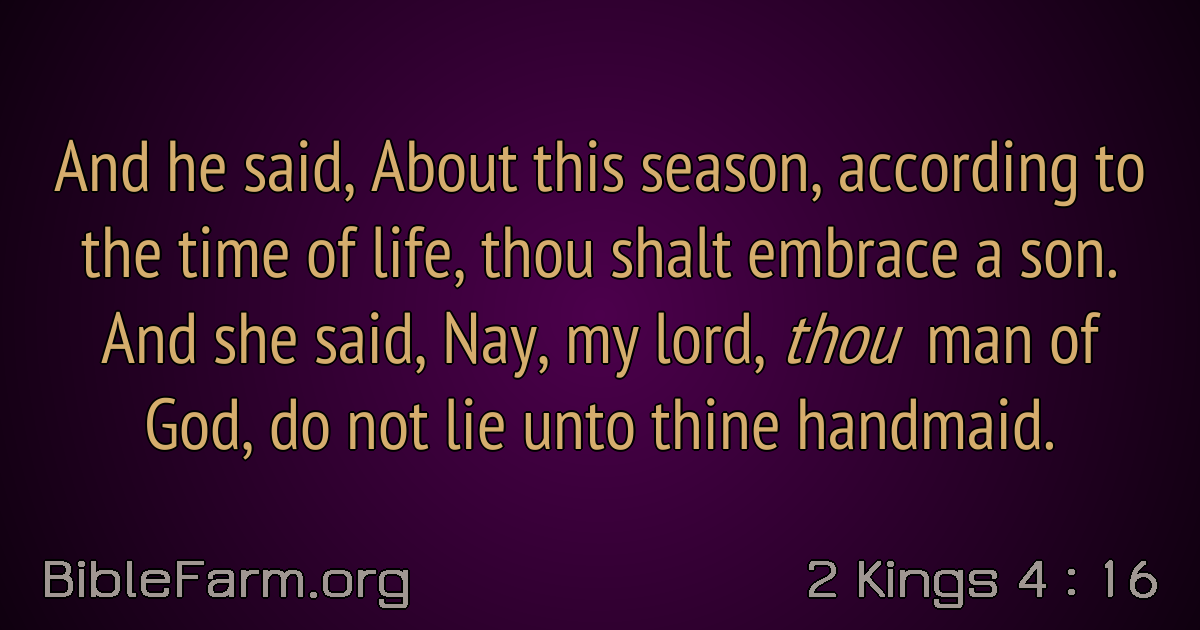 And he said, About this season, according to
the time of life, thou shalt embrace a son.
And she said, Nay, my lord, thou man of
God, do not lie unto thine handmaid.
BibleFarm.org
2 Kings 4 : 16